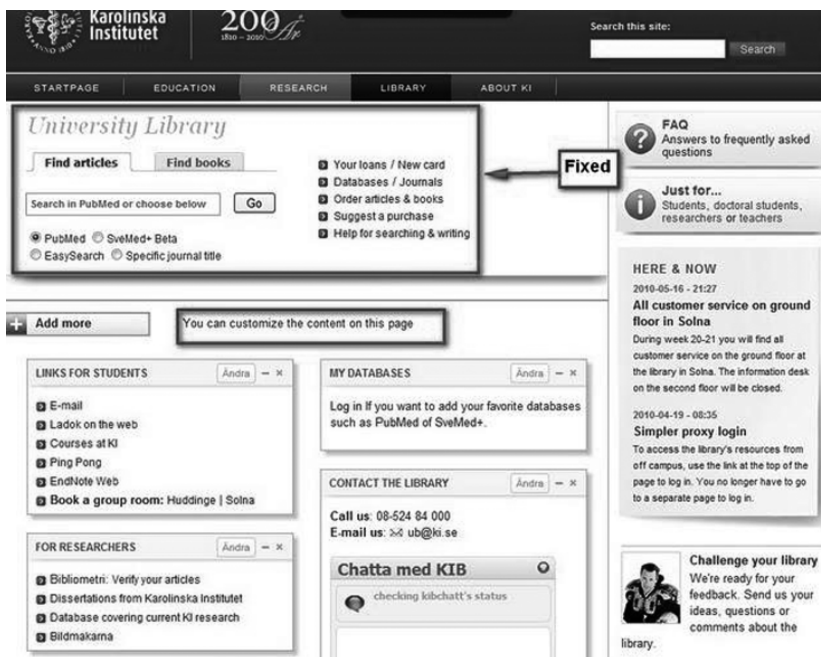 Karolinska
Institutet
200 År
1810 – 2010
Search this site:
Search
STARTPAGE
EDUCATION
RESEARCH
LIBRARY
ABOUT KI
University Library
Find articles
Find books
Search in PubMed or choose below
Go
PubMed
SveMed+ Beta
EasySearch
Specific journal title
Your loans / New card
Databases / Journals
Order articles & books
Suggest a purchase
Help for searching & writing
Fixed
FAQ
Answers to frequently asked
questions
Just for...
Students, doctoral students,
researchers or teachers
HERE & NOW
2010-05-16 - 21:27
All customer service on ground
floor in Solna
During week 20-21 you will find all
customer service on the ground floor at
the library in Solna. The information desk
on the second floor will be closed.
2010-04-19 - 08:35
Simpler proxy login
To access the library's resources from
off campus, use the link at the top of the
page to log in. You no longer have to go
to a separate page to log in.
Challenge your library
We're ready for your
feedback. Send us your
ideas, questions or
comments about the
library.
Add more
You can customize the content on this page
LINKS FOR STUDENTS
Ändra
E-mail
Ladok on the web
Courses at KI
Ping Pong
EndNote Web
Book a group room: Huddinge | Solna
FOR RESEARCHERS
Ändra
Bibliometri: Verify your articles
Dissertations from Karolinska Institutet
Database covering current KI research
Bildmakarna
MY DATABASES
Ändra
Log in If you want to add your favorite databases
such as PubMed of SveMed+.
CONTACT THE LIBRARY
Ändra
Call us: 08-524 84 000
E-mail us: ub@ki.se
Chatta med KIB
checking kibchatt's status